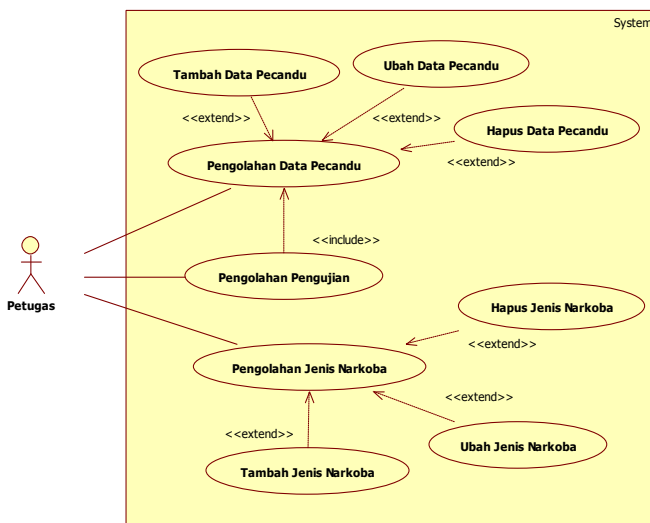 System
Ubah Data Pecandu
Tambah Data Pecandu
<<extend>>
<<extend>>
Hapus Data Pecandu
Pengolahan Data Pecandu
<<extend>>
<<include>>
Pengolahan Pengujian
Petugas
Hapus Jenis Narkoba
<<extend>>
Pengolahan Jenis Narkoba
<<extend>>
<<extend>>
Ubah Jenis Narkoba
Tambah Jenis Narkoba